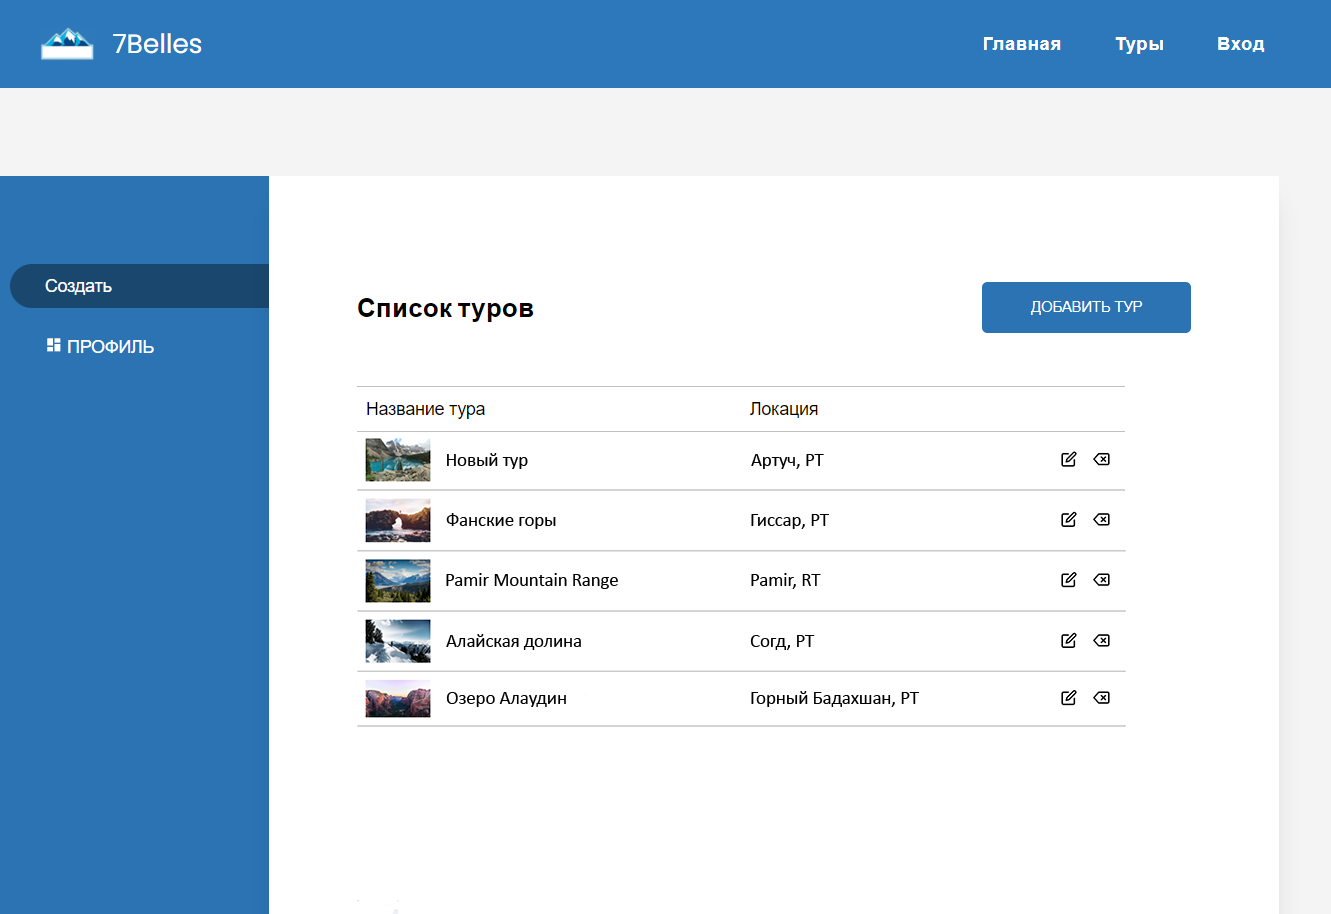 7Belles
Главная Туры Вход
Создать
ПРОФИЛЬ
Список туров
ДОБАВИТЬ ТУР
Название тура Локация
Новый тур Артуч, РТ
Фанские горы Гиссар, РТ
Pamir Mountain Range Pamir, RT
Алайская долина Согд, РТ
Озеро Алаудин Горный Бадахшан, РТ